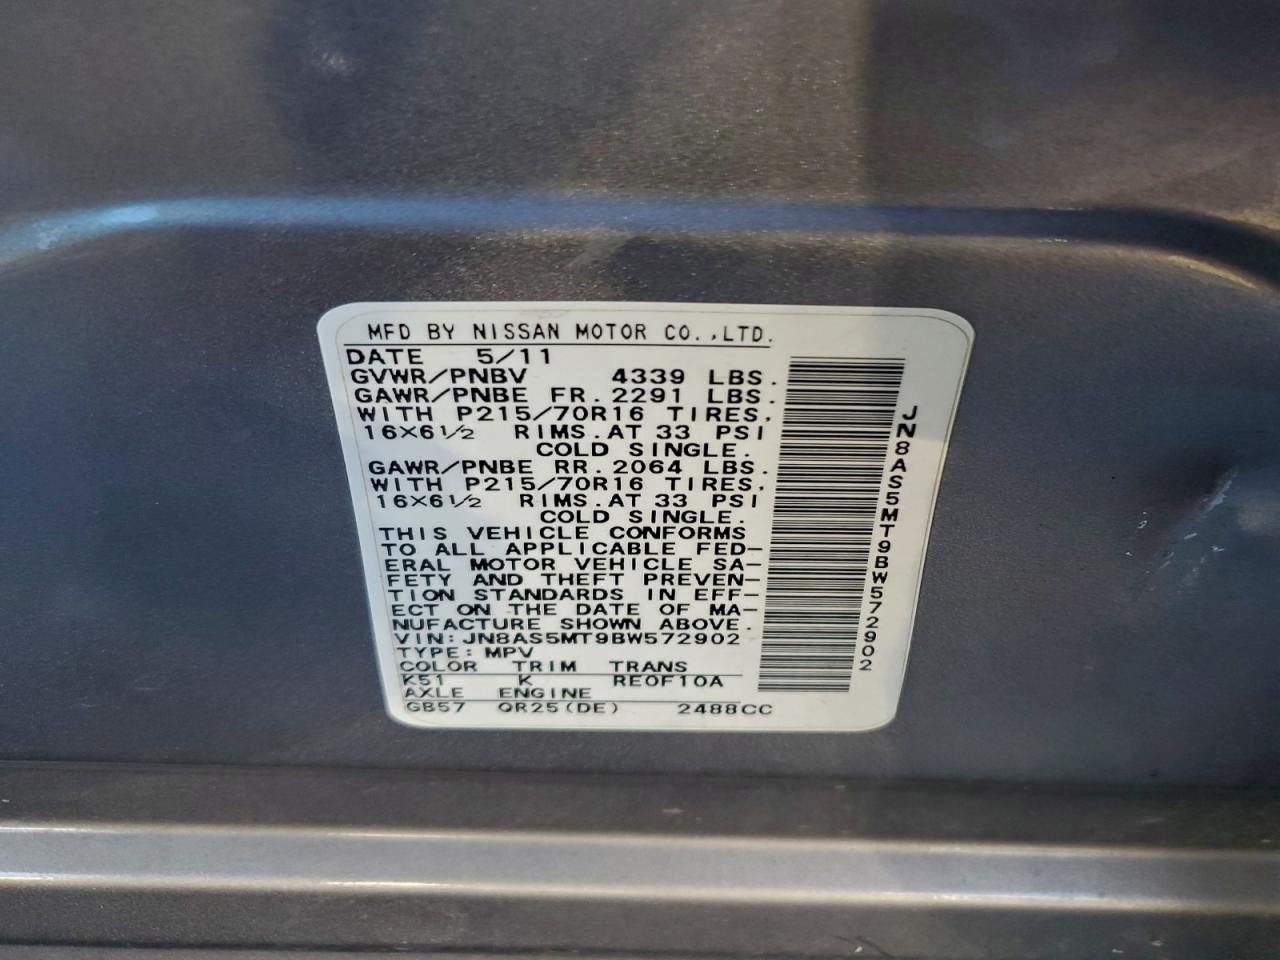 MFD BY NISSAN MOTOR CO.,LTD.
DATE 5/11
GVWR/PNBV 4339 LBS.
GAWR/PNBE FR.2291 LBS.
WITH P215/70R16 TIRES,
16×6½ RIMS.AT 33 PSI
COLD SINGLE.
GAWR/PNBE RR.2064 LBS.
WITH P215/70R16 TIRES,
16×6½ RIMS.AT 33 PSI
COLD SINGLE.
THIS VEHICLE CONFORMS
TO ALL APPLICABLE FED-
ERAL MOTOR VEHICLE SA-
FETY AND THEFT PREVEN-
TION STANDARDS IN EFF-
ECT ON THE DATE OF MA-
NUFACTURE SHOWN ABOVE.
VIN:JN8AS5MT9BW572902
TYPE:MPV
COLOR TRIM TRANS
K51 K RE0F10A
AXLE ENGINE
GB57 QR25(DE) 2488CC
JN8AS5MT9BW572902